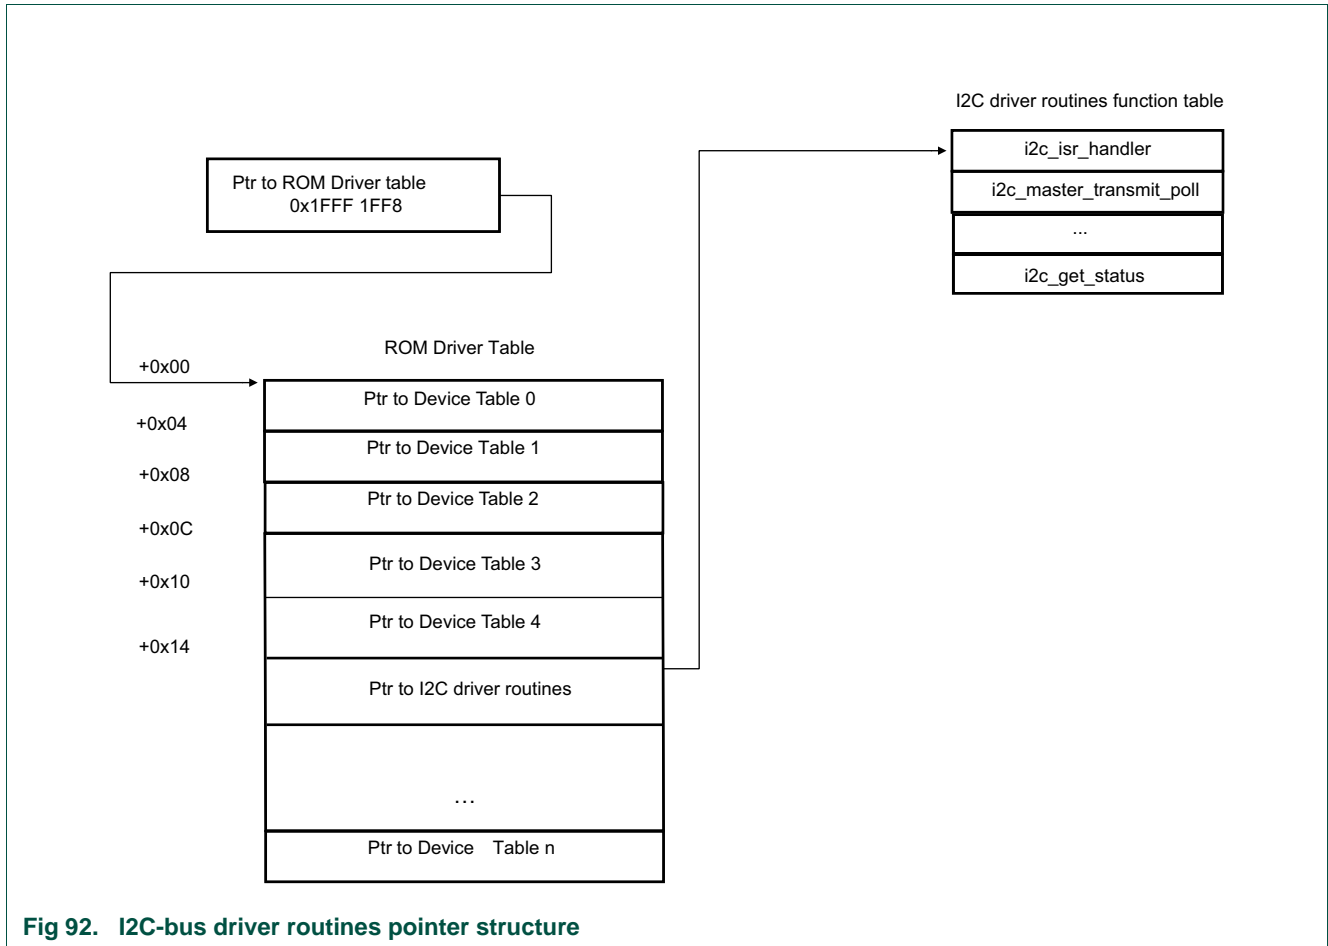 I2C driver routines function table
i2c_isr_handler
i2c_master_transmit_poll
...
i2c_get_status
Ptr to ROM Driver table
0x1FFF 1FF8
ROM Driver Table
+0x00
Ptr to Device Table 0
+0x04
Ptr to Device Table 1
+0x08
Ptr to Device Table 2
+0x0C
Ptr to Device Table 3
+0x10
Ptr to Device Table 4
+0x14
Ptr to I2C driver routines
...
Ptr to Device Table n
Fig 92. I2C-bus driver routines pointer structure